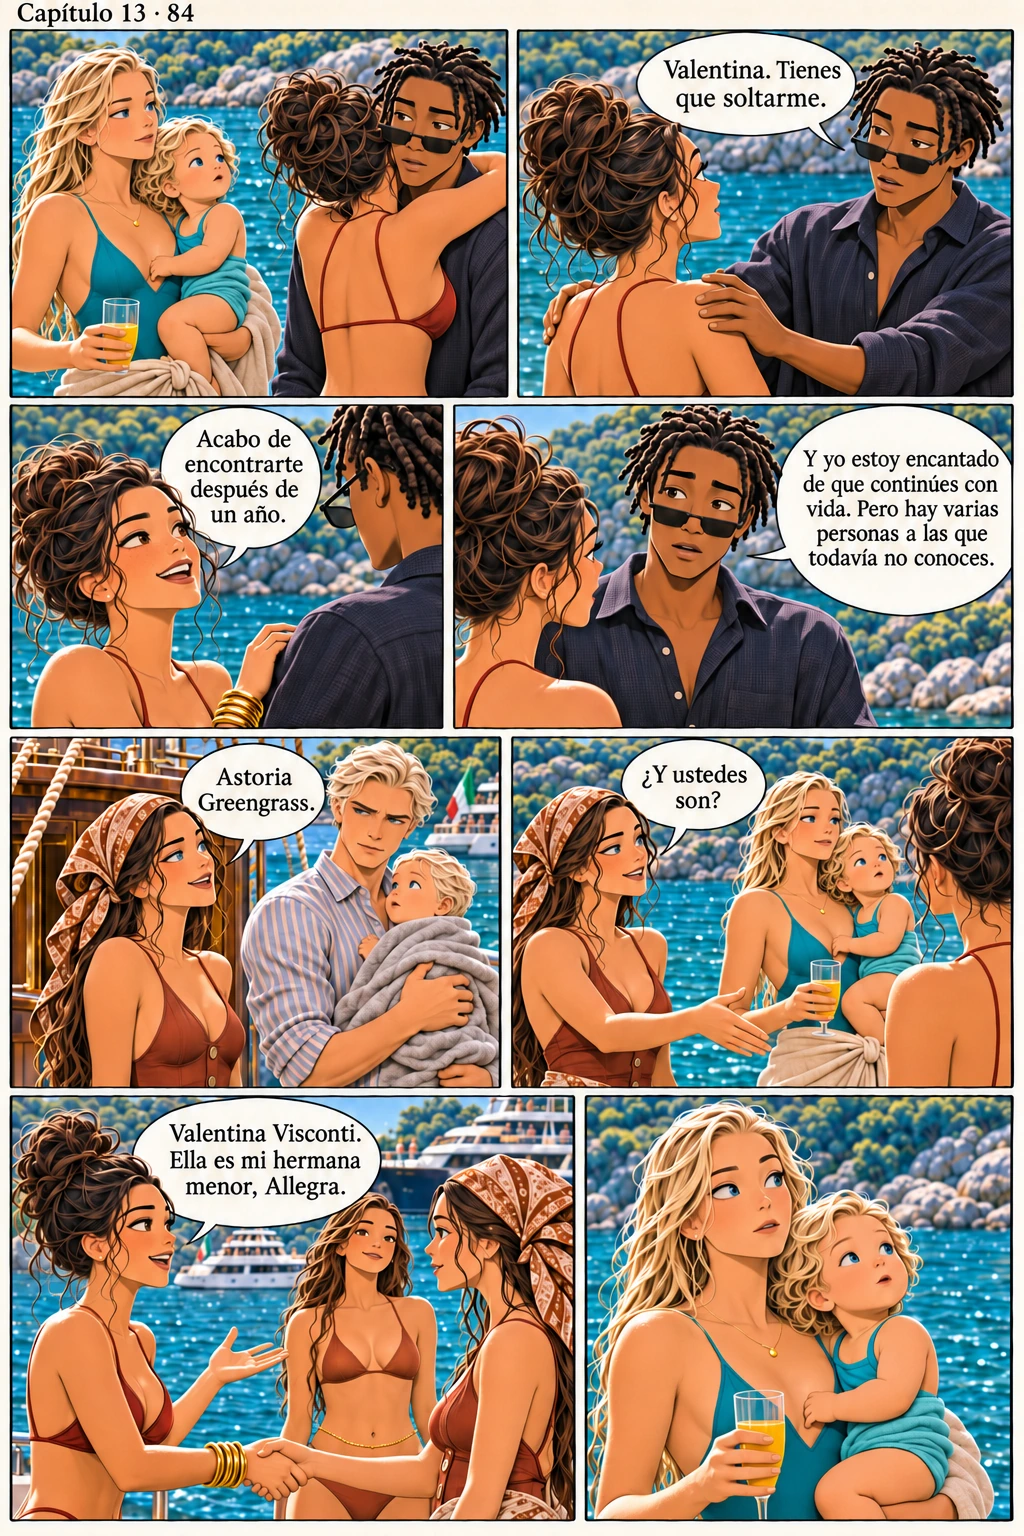 Capítulo 13 · 84
Valentina. Tienes
que soltarme.
Acabo de
encontrarte
después de
un año.
Y yo estoy encantado
de que continúes con
vida. Pero hay varias
personas a las que
todavía no conoces.
Astoria
Greengrass.
¿Y ustedes
son?
Valentina Visconti.
Ella es mi hermana
menor, Allegra.